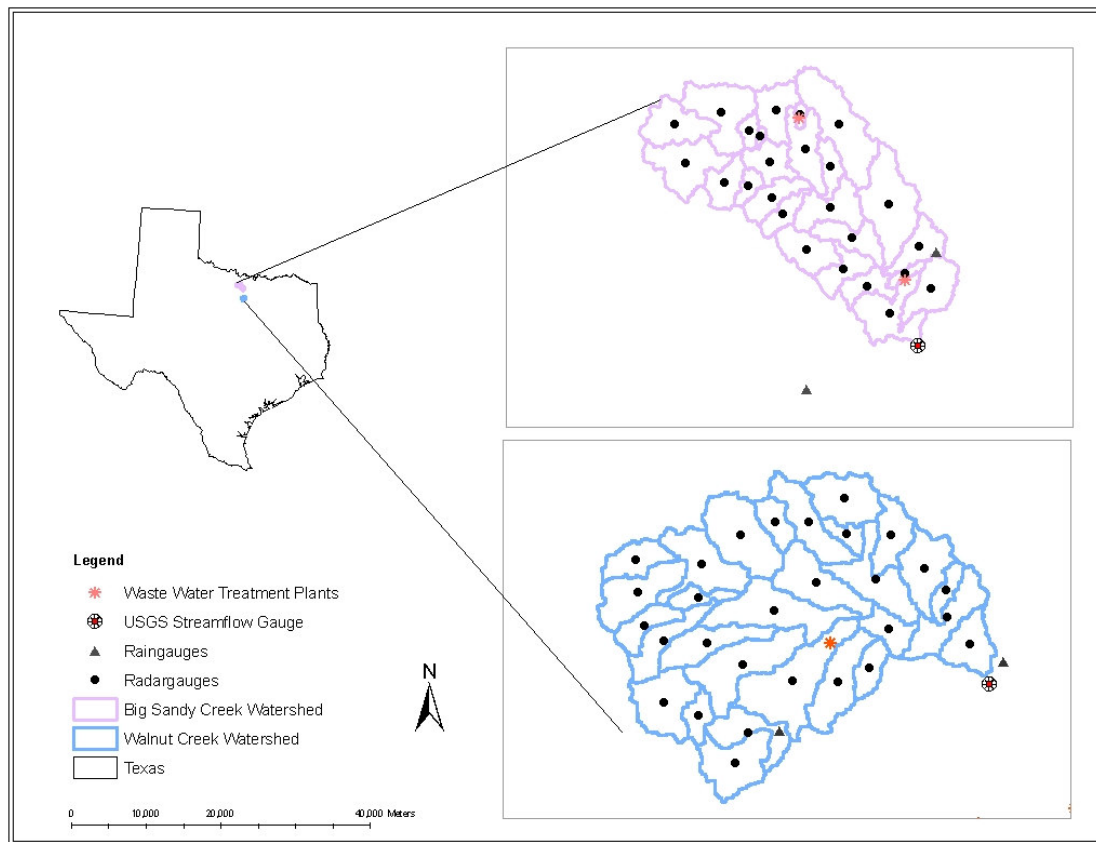 N
Legend
Waste Water Treatment Plants
USGS Streamflow Gauge
Raingauges
Radargauges
Big Sandy Creek Watershed
Walnut Creek Watershed
Texas
0 10,000 20,000 40,000 Meters